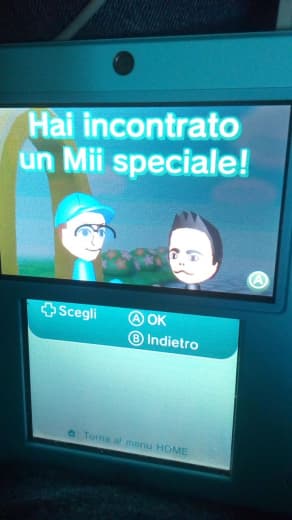 Hai incontrato
un Mii speciale!
A
Scegli
A OK
B Indietro
: Torna al menu HOME